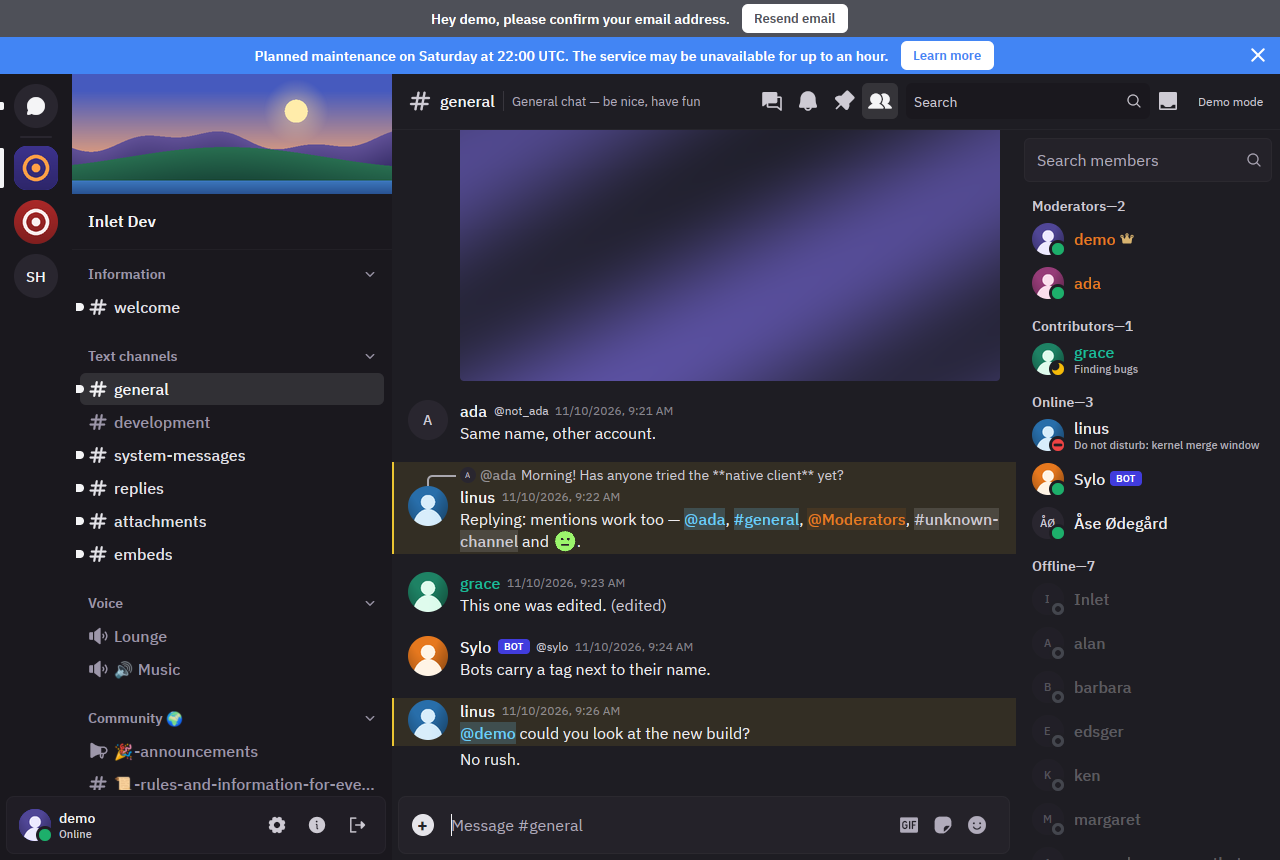 Hey demo, please confirm your email address.
Resend email
Planned maintenance on Saturday at 22:00 UTC. The service may be unavailable for up to an hour.
Learn more
SH
Inlet Dev
Information
welcome
Text channels
general
development
system-messages
replies
attachments
embeds
Voice
Lounge
🔊 Music
Community 🌍
🎉-announcements
📜-rules-and-information-for-eve...
demo
Online
general
General chat — be nice, have fun
Search
Demo mode
A
ada @not_ada 11/10/2026, 9:21 AM
Same name, other account.
A @ada Morning! Has anyone tried the **native client** yet?
linus 11/10/2026, 9:22 AM
Replying: mentions work too — @ada, #general, @Moderators, #unknown-
channel and 😐.
grace 11/10/2026, 9:23 AM
This one was edited. (edited)
Sylo BOT @sylo 11/10/2026, 9:24 AM
Bots carry a tag next to their name.
linus 11/10/2026, 9:26 AM
@demo could you look at the new build?
No rush.
Message #general
GIF
Search members
Moderators—2
demo
ada
Contributors—1
grace
Finding bugs
Online—3
linus
Do not disturb: kernel merge window
Sylo BOT
ÅØ Åse Ødegård
Offline—7
I Inlet
A alan
B barbara
E edsger
K ken
M margaret